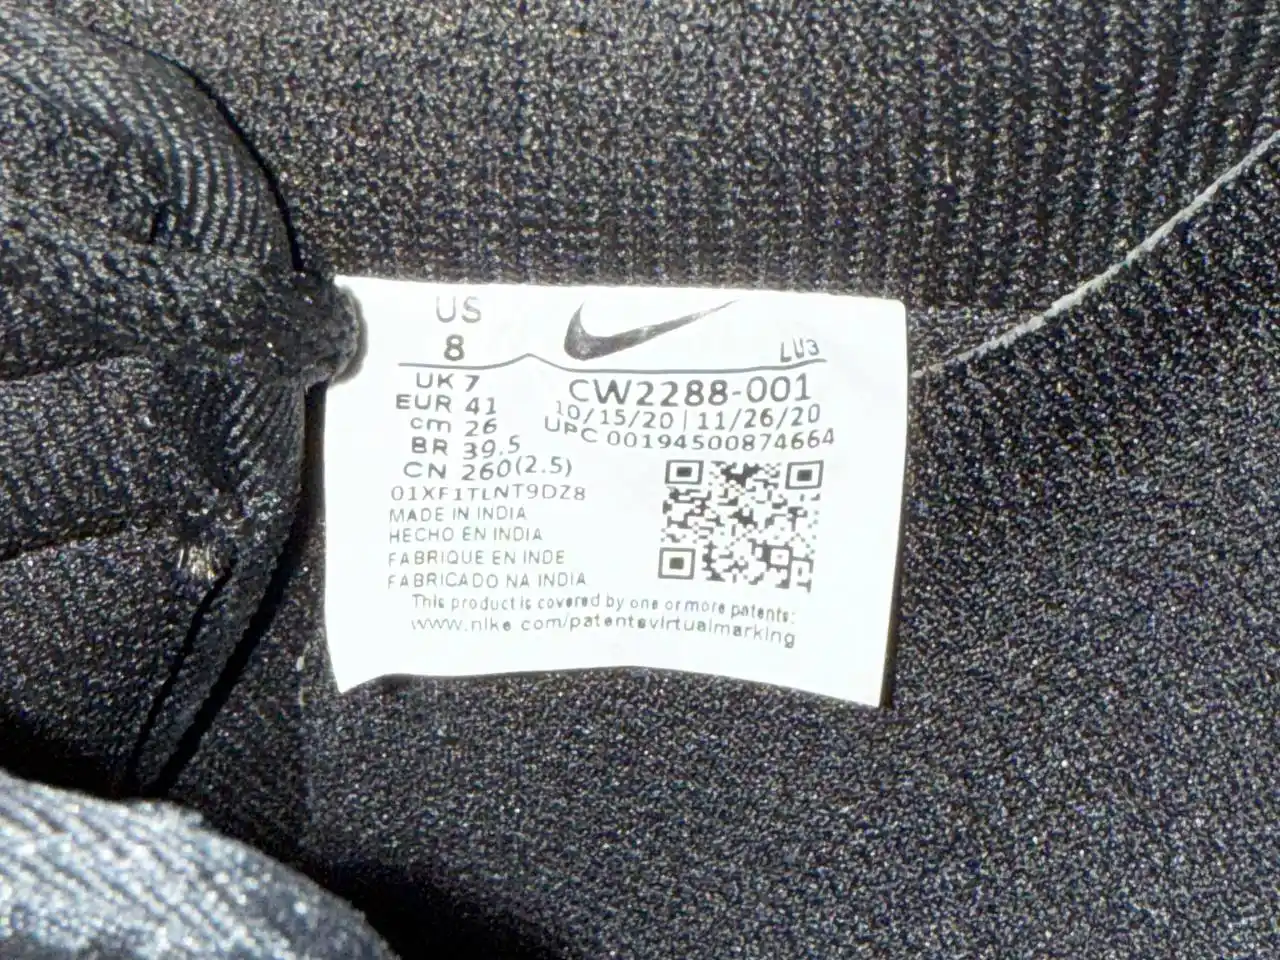 US
8
LU3
UK 7
EUR 41
cm 26
BR 39.5
CN 260(2.5)
CW2288-001
10/15/20 | 11/26/20
UPC 00194500874664
01XF1TLNT9DZ8
MADE IN INDIA
HECHO EN INDIA
FABRIQUE EN INDE
FABRICADO NA INDIA
This product is covered by one or more patents:
www.nike.com/patentsvirtualmarking